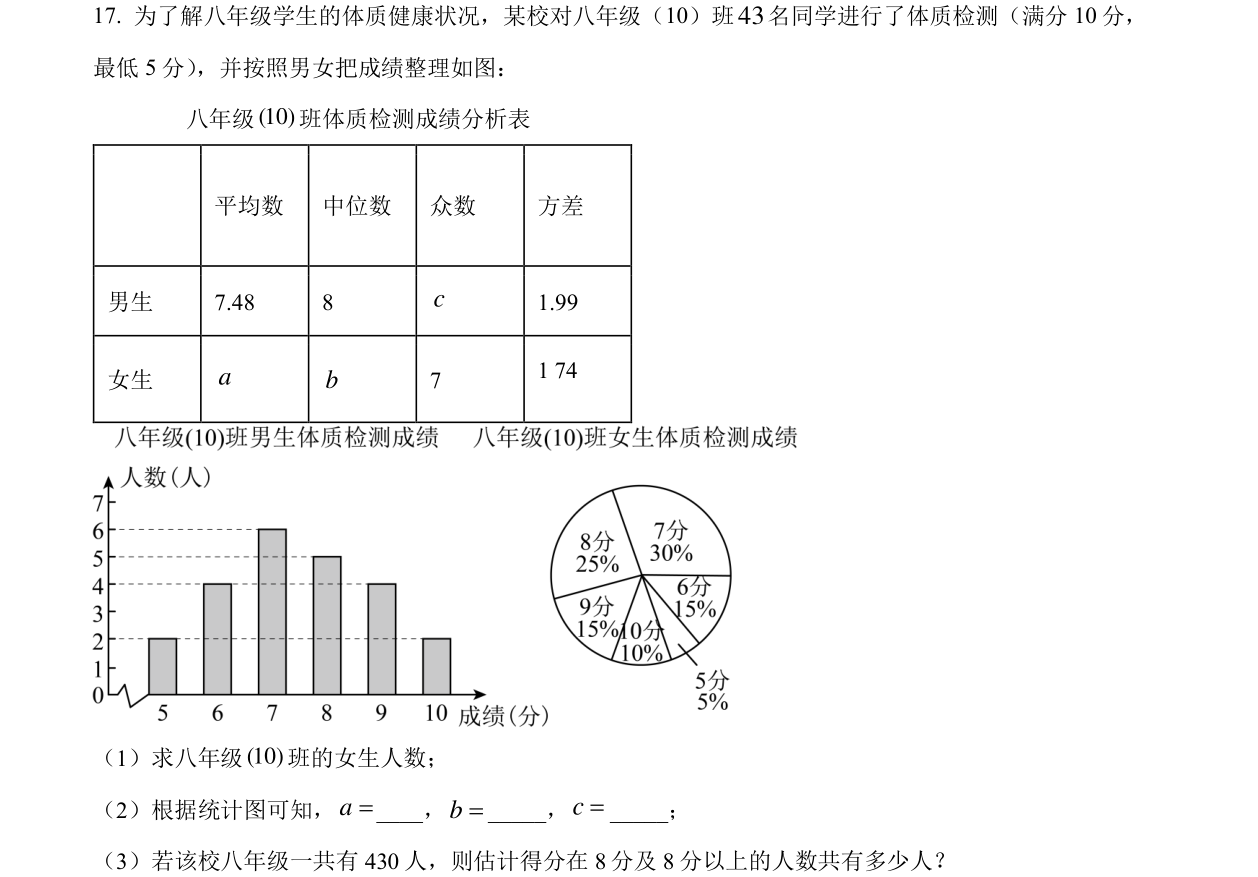 17. 为了解八年级学生的体质健康状况，某校对八年级（10）班43名同学进行了体质检测（满分 10 分，
最低 5 分），并按照男女把成绩整理如图：
八年级(10)班体质检测成绩分析表
平均数 中位数 众数 方差
男生 7.48 8 c 1.99
女生 a b 7 1 74
八年级(10)班男生体质检测成绩 八年级(10)班女生体质检测成绩
人数(人)
7
6
5
4
3
2
1
0
5 6 7 8 9 10 成绩(分)
7分
30%
8分
25%
6分
15%
9分
15%
10分
10%
5分
5%
（1）求八年级(10)班的女生人数；
（2）根据统计图可知，a =____，b =_____，c =_____；
（3）若该校八年级一共有 430 人，则估计得分在 8 分及 8 分以上的人数共有多少人？